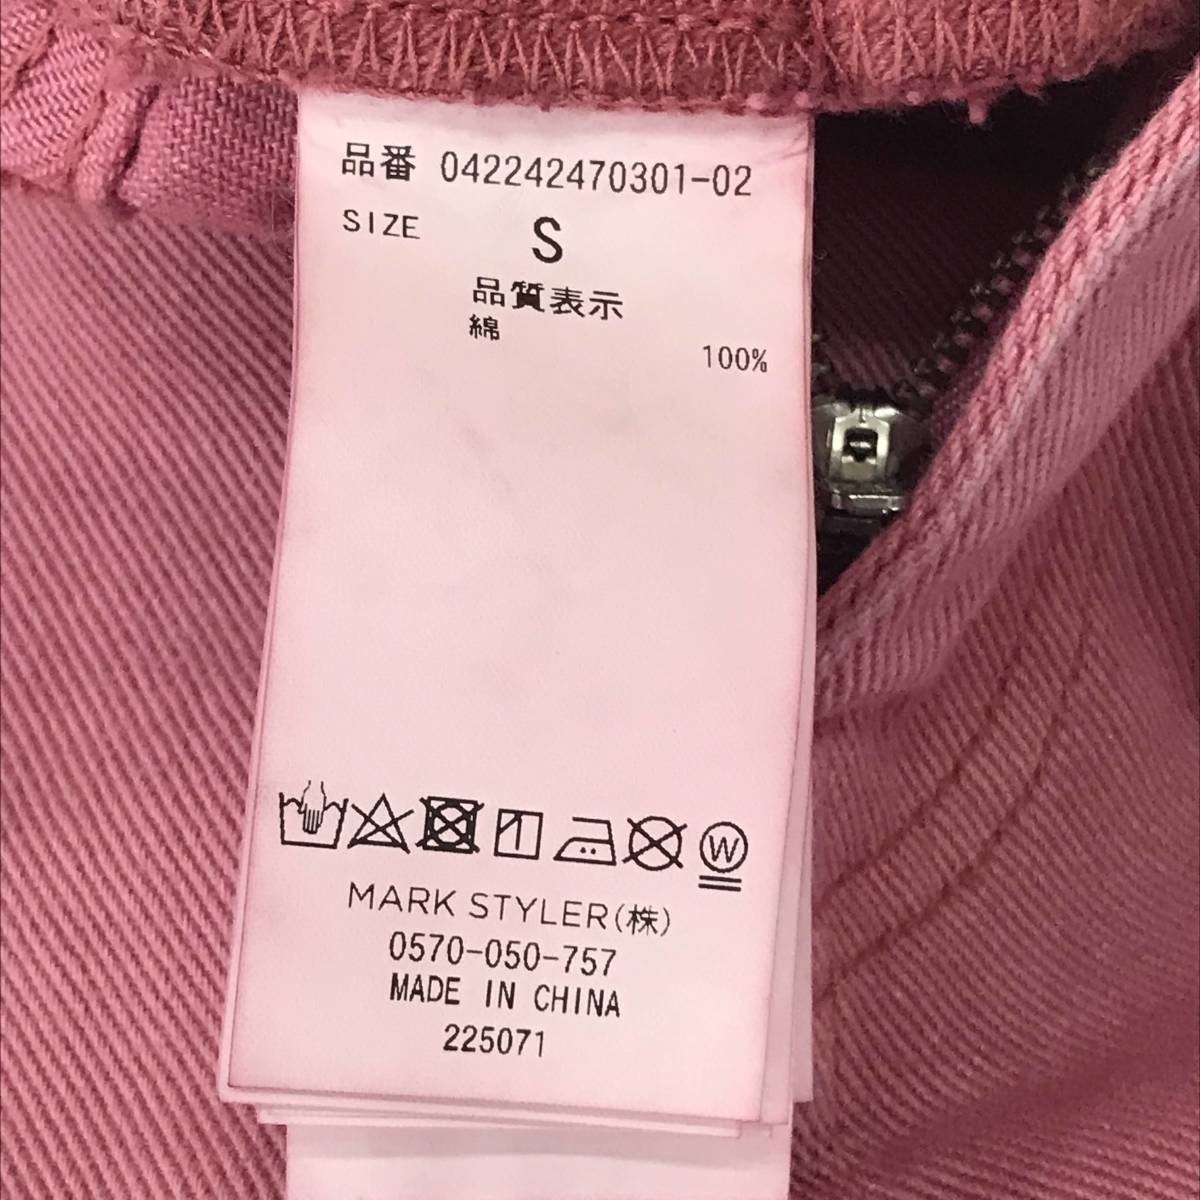 品番 042242470301-02
SIZE S
品質表示
綿 100%
W
MARK STYLER(株)
0570-050-757
MADE IN CHINA
225071